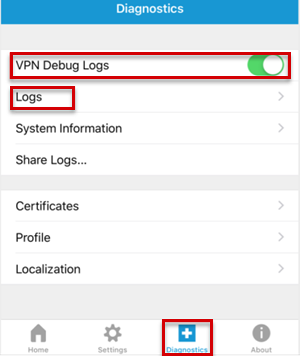 Diagnostics
VPN Debug Logs
Logs
System Information
Share Logs...
Certificates
Profile
Localization
Home Settings Diagnostics About